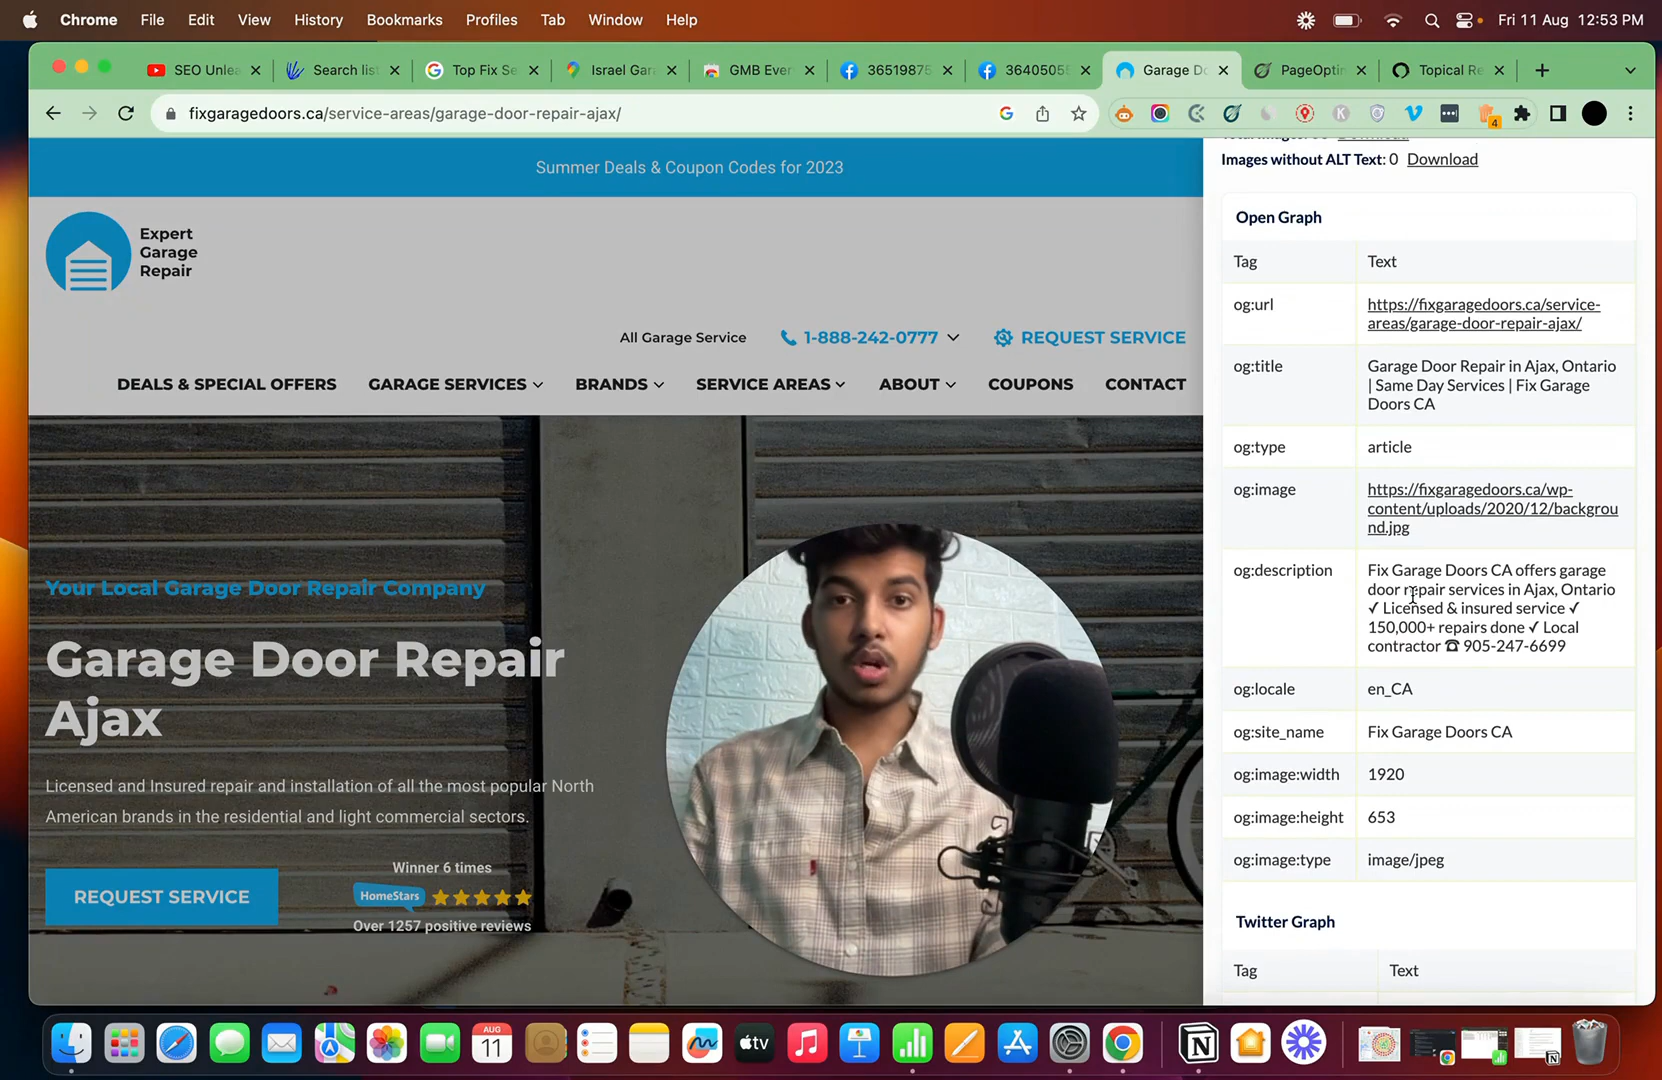 Chrome File Edit View History Bookmarks Profiles Tab Window Help Fri 11 Aug 12:53 PM
SEO Unlea Search list Top Fix Se Israel Gara GMB Ever 36519875 3640505 Garage Do PageOptin Topical Re
fixgaragedoors.ca/service-areas/garage-door-repair-ajax/
4
Summer Deals & Coupon Codes for 2023
Expert
Garage
Repair
All Garage Service 1-888-242-0777 REQUEST SERVICE
DEALS & SPECIAL OFFERS GARAGE SERVICES BRANDS SERVICE AREAS ABOUT COUPONS CONTACT
Your Local Garage Door Repair Company
Garage Door Repair
Ajax
Licensed and Insured repair and installation of all the most popular North
American brands in the residential and light commercial sectors.
REQUEST SERVICE
Winner 6 times
HomeStars
Over 1257 positive reviews
Images without ALT Text: 0 Download
Open Graph
Tag Text
og:url https://fixgaragedoors.ca/service-
areas/garage-door-repair-ajax/
og:title Garage Door Repair in Ajax, Ontario
| Same Day Services | Fix Garage
Doors CA
og:type article
og:image https://fixgaragedoors.ca/wp-
content/uploads/2020/12/backgrou
nd.jpg
og:description Fix Garage Doors CA offers garage
door repair services in Ajax, Ontario
✓ Licensed & insured service ✓
150,000+ repairs done ✓ Local
contractor ☎ 905-247-6699
og:locale en_CA
og:site_name Fix Garage Doors CA
og:image:width 1920
og:image:height 653
og:image:type image/jpeg
Twitter Graph
Tag Text
AUG
11
tv